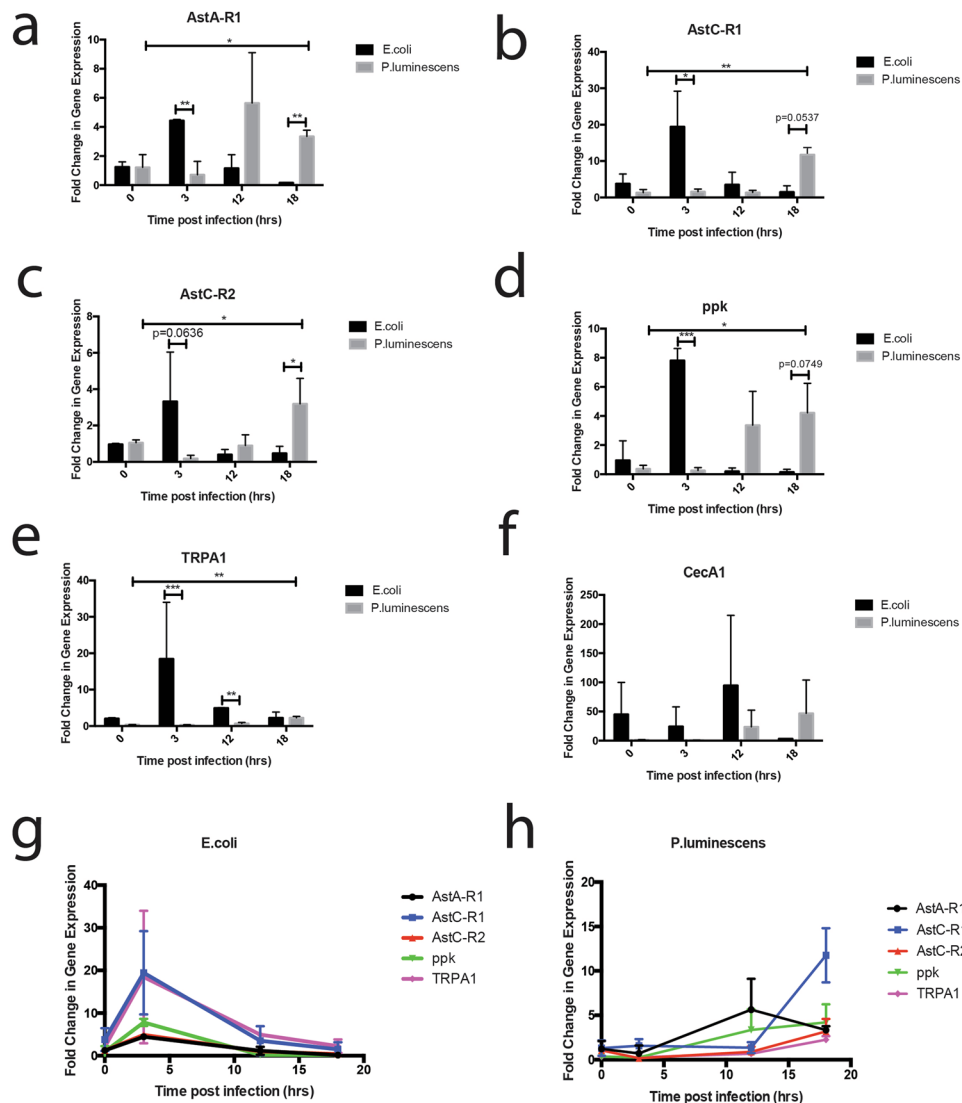 a
AstA-R1
Fold Change in Gene Expression
10
8
6
4
2
0
*
**
**
E.coli
P.luminescens
0
3
12
18
Time post infection (hrs)
b
AstC-R1
Fold Change in Gene Expression
40
30
20
10
0
**
*
p=0.0537
E.coli
P.luminescens
0
3
12
18
Time post infection (hrs)
c
AstC-R2
Fold Change in Gene Expression
8
6
4
2
0
*
p=0.0636
*
E.coli
P.luminescens
0
3
12
18
Time post infection (hrs)
d
ppk
Fold Change in Gene Expression
10
8
6
4
2
0
*
***
p=0.0749
E.coli
P.luminescens
0
3
12
18
Time post infection (hrs)
e
TRPA1
Fold Change in Gene Expression
40
30
20
10
0
**
***
**
E.coli
P.luminescens
0
3
12
18
Time post infection (hrs)
f
CecA1
Fold Change in Gene Expression
250
200
150
100
50
0
E.coli
P.luminescens
0
3
12
18
Time post infection (hrs)
g
E.coli
Fold Change in Gene Expression
40
30
20
10
0
AstA-R1
AstC-R1
AstC-R2
ppk
TRPA1
0
5
10
15
20
Time post infection (hrs)
h
P.luminescens
Fold Change in Gene Expression
20
15
10
5
0
AstA-R1
AstC-R1
AstC-R2
ppk
TRPA1
0
5
10
15
20
Time post infection (hrs)